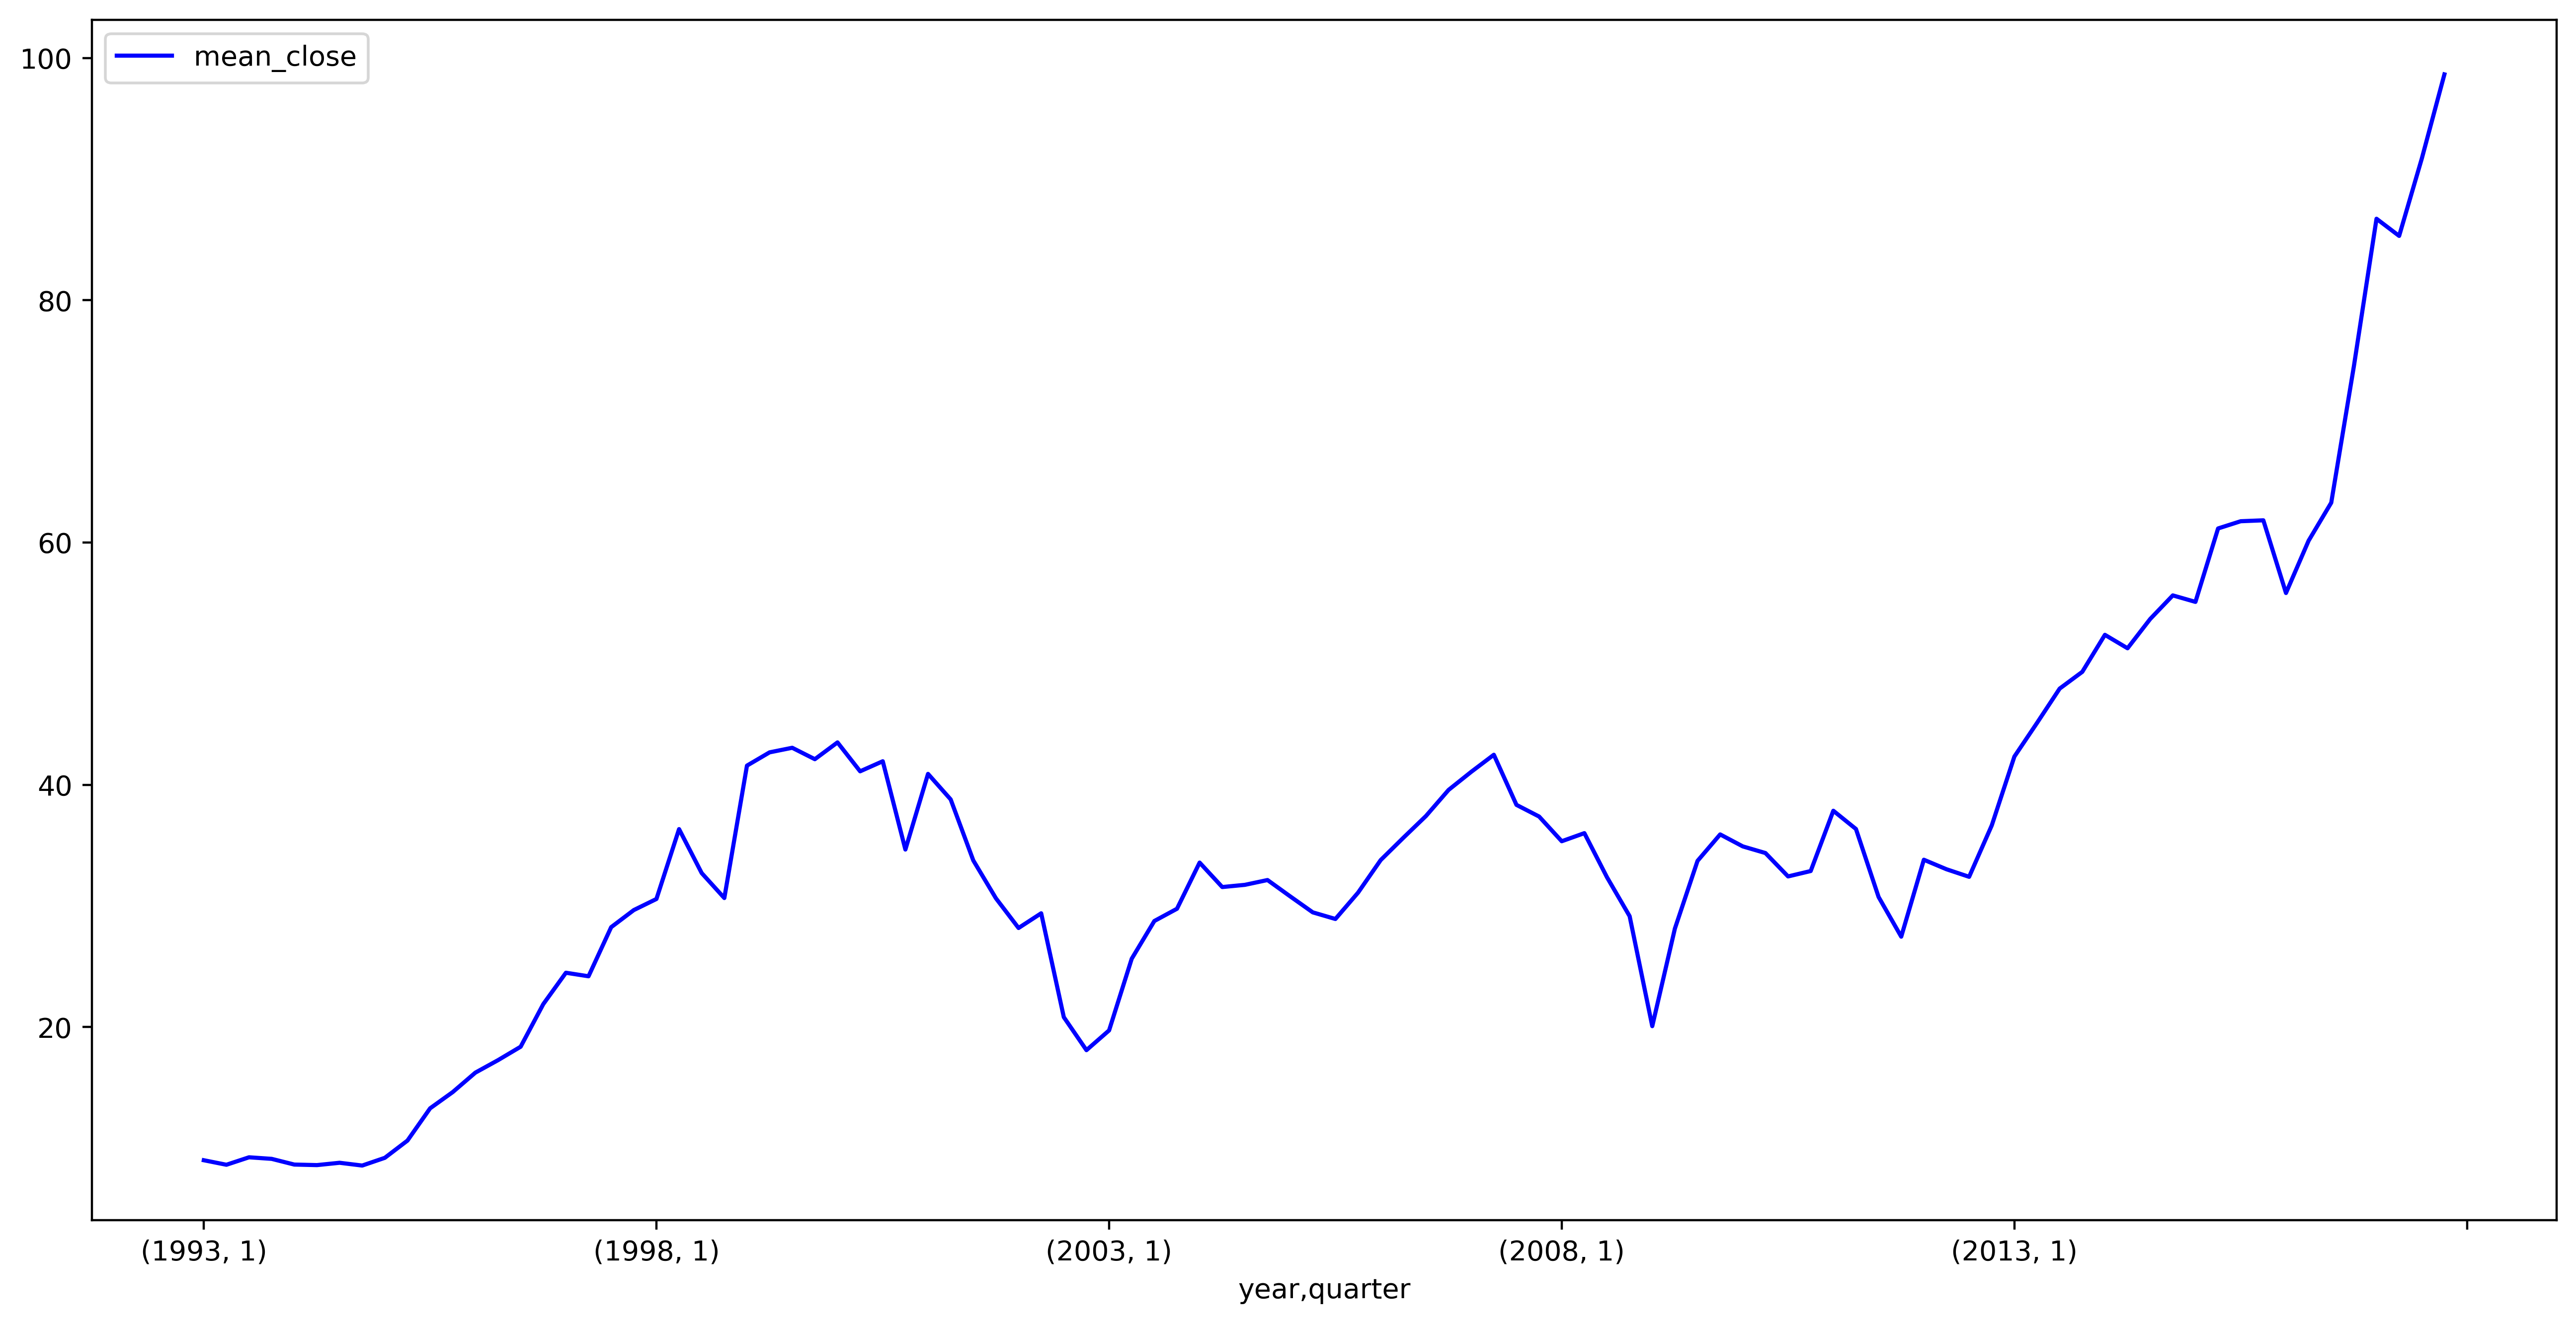 mean_close
100
80
60
40
20
(1993, 1) (1998, 1) (2003, 1) (2008, 1) (2013, 1)
year,quarter